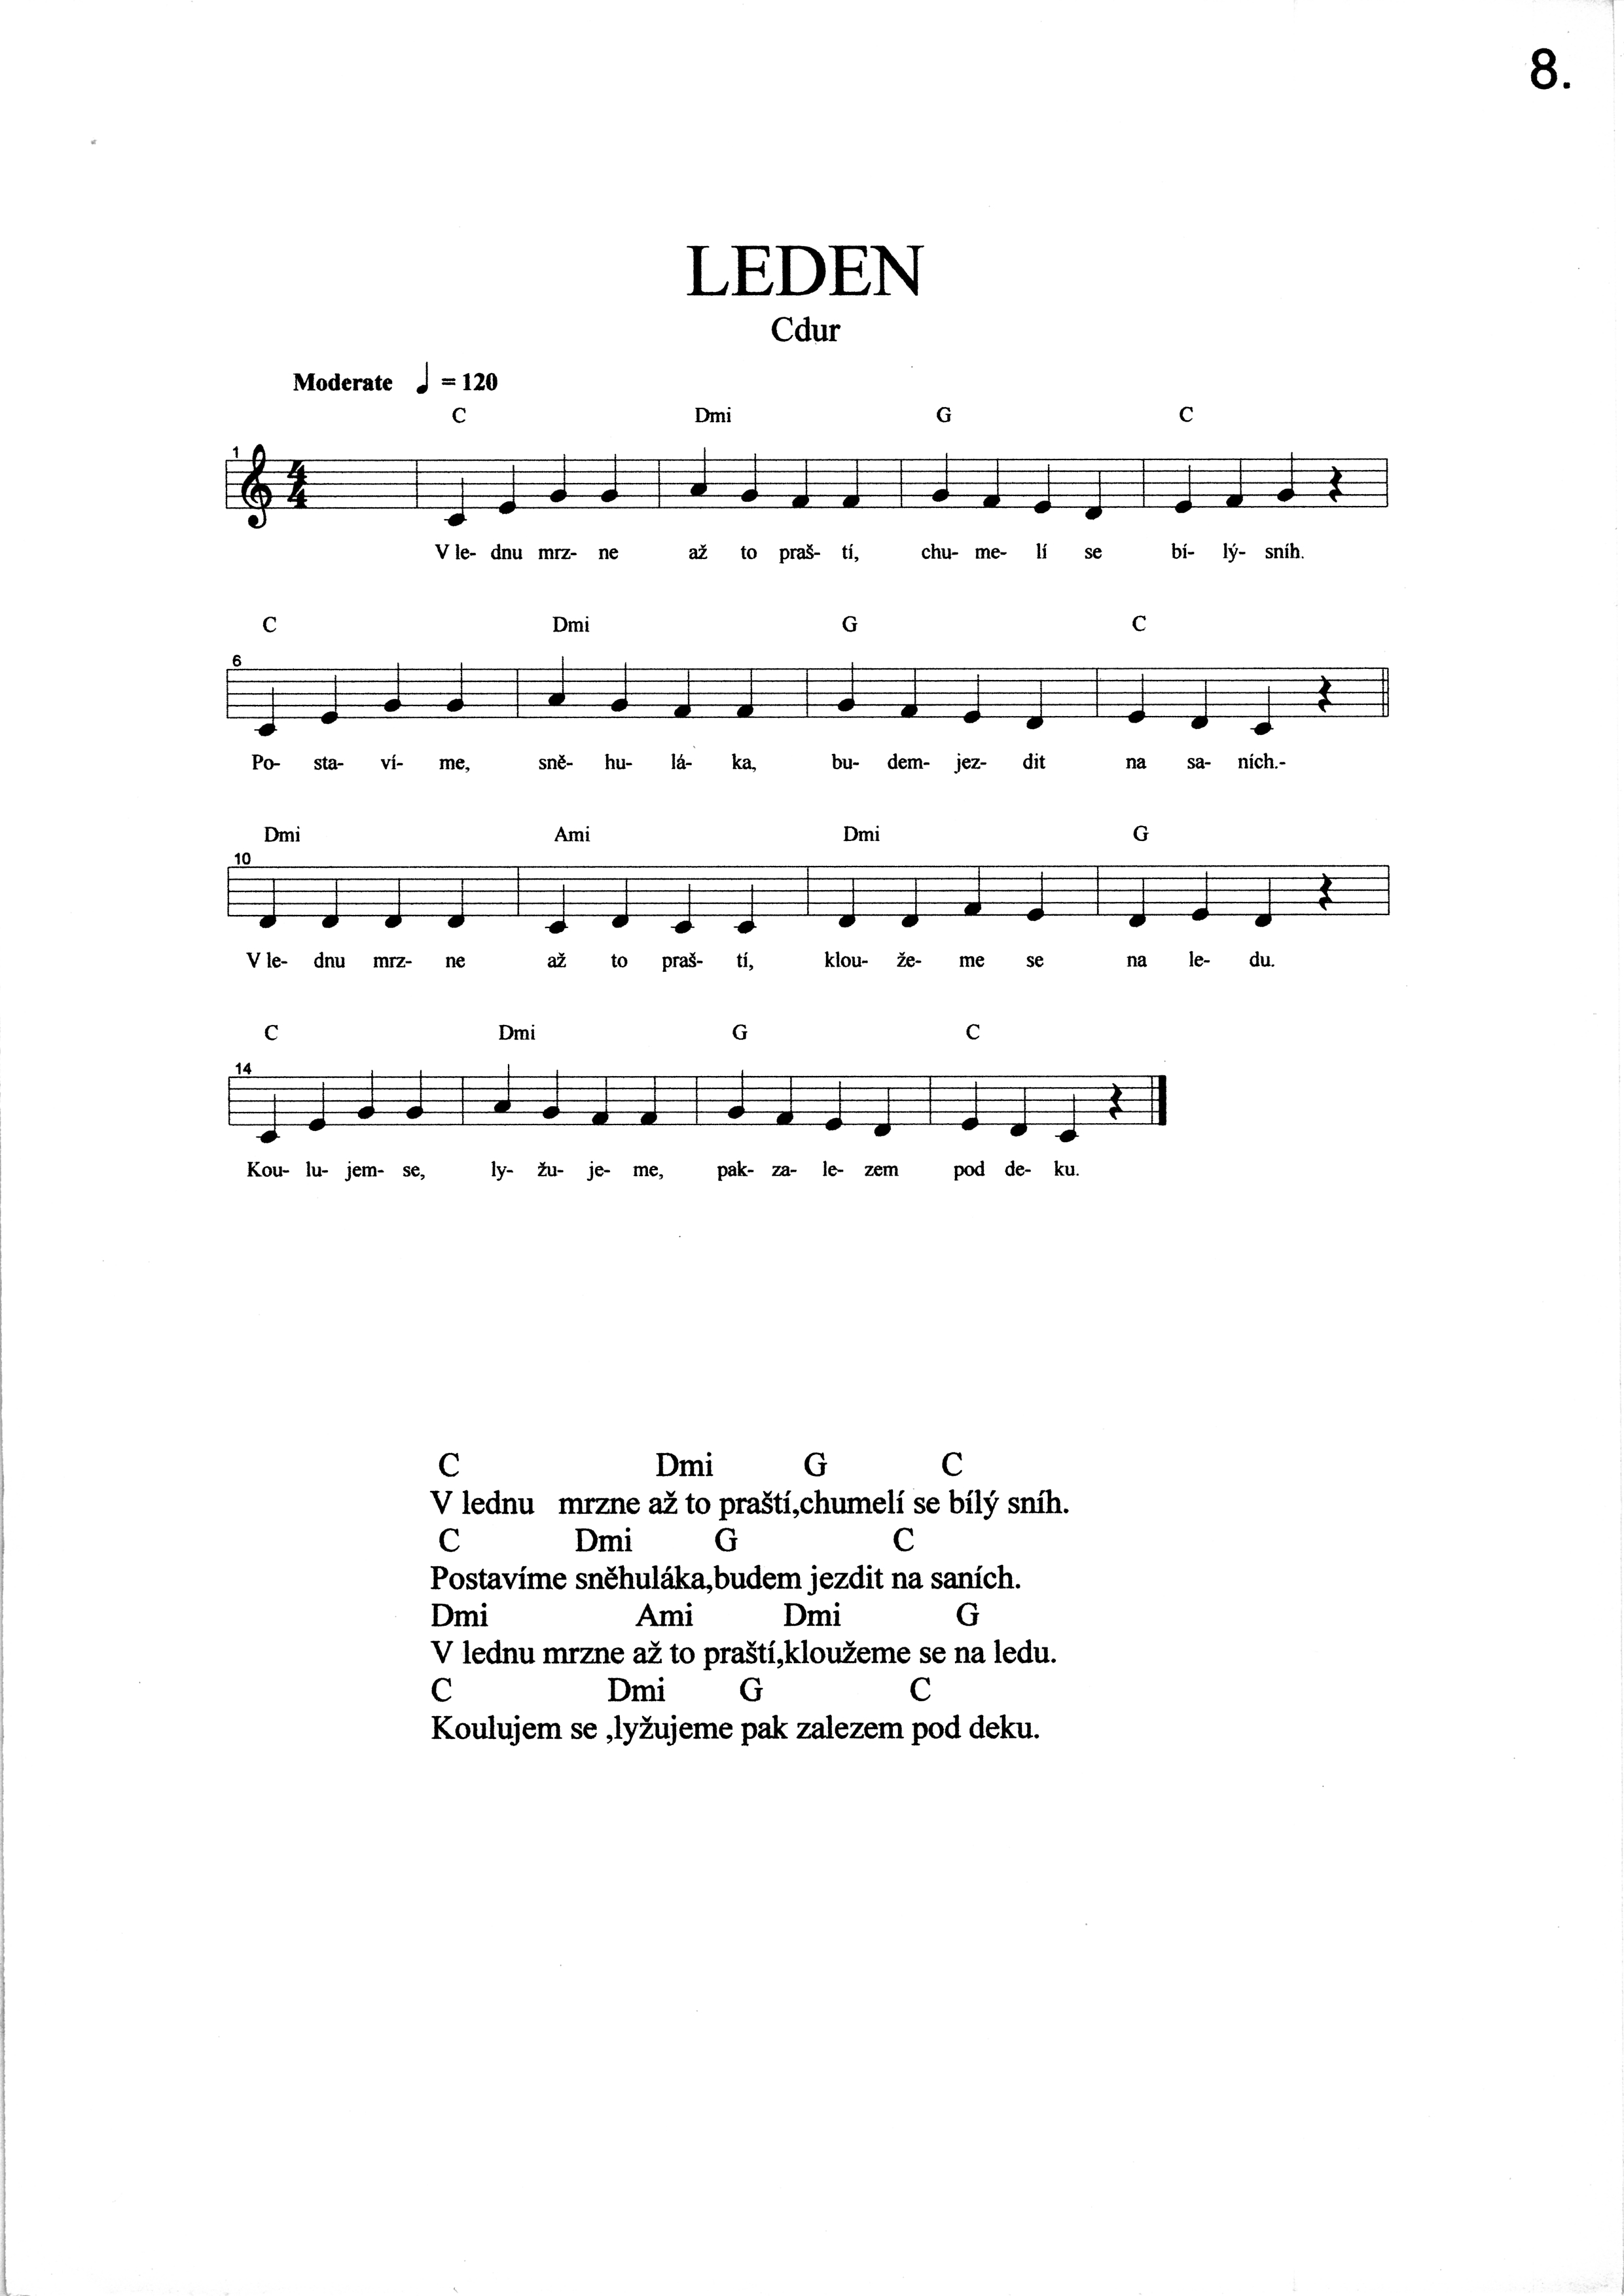 8.
LEDEN
Cdur
Moderate ♩ = 120
C Dmi G C
1
4
4
V le- dnu mrz- ne až to praš- tí, chu- me- lí se bí- lý- sníh.
C Dmi G C
6
Po- sta- ví- me, sně- hu- lá- ka, bu- dem- jez- dit na sa- ních.-
Dmi Ami Dmi G
10
V le- dnu mrz- ne až to praš- tí, klou- že- me se na le- du.
C Dmi G C
14
Kou- lu- jem- se, ly- žu- je- me, pak- za- le- zem pod de- ku.
C Dmi G C
V lednu mrzne až to praští,chumelí se bílý sníh.
C Dmi G C
Postavíme sněhuláka,budem jezdit na saních.
Dmi Ami Dmi G
V lednu mrzne až to praští,kloužeme se na ledu.
C Dmi G C
Koulujem se ,lyžujeme pak zalezem pod deku.